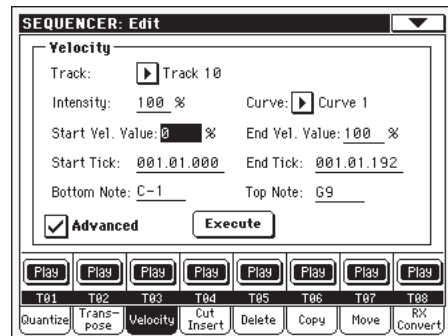 SEQUENCER: Edit
Velocity
Track: Track 10
Intensity: 100 % Curve: Curve 1
Start Vel. Value: 0 % End Vel. Value: 100 %
Start Tick: 001.01.000 End Tick: 001.01.192
Bottom Note: C-1 Top Note: G9
Advanced Execute
Play Play Play Play Play Play Play Play
T01 T02 T03 T04 T05 T06 T07 T08
Quantize Trans- Velocity Cut Delete Copy Move RX
pose Insert Convert